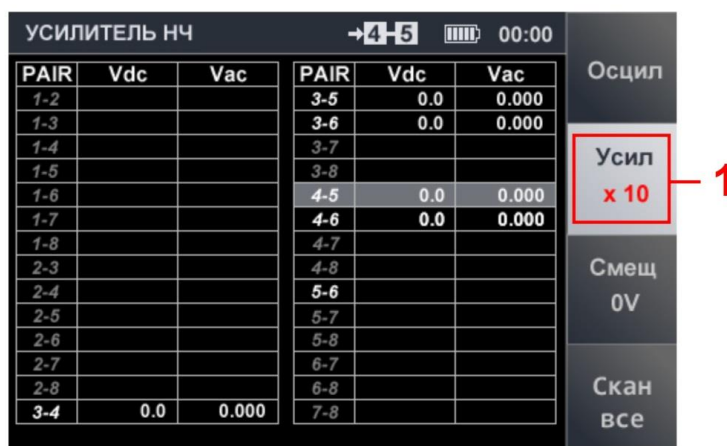 УСИЛИТЕЛЬ НЧ →4-5 00:00
PAIR Vdc Vac PAIR Vdc Vac
1-2 3-5 0.0 0.000
1-3 3-6 0.0 0.000
1-4 3-7
1-5 3-8
1-6 4-5 0.0 0.000
1-7 4-6 0.0 0.000
1-8 4-7
2-3 4-8
2-4 5-6
2-5 5-7
2-6 5-8
2-7 6-7
2-8 6-8
3-4 0.0 0.000 7-8
Осцил
Усил
x 10
1
Смещ
0V
Скан
все